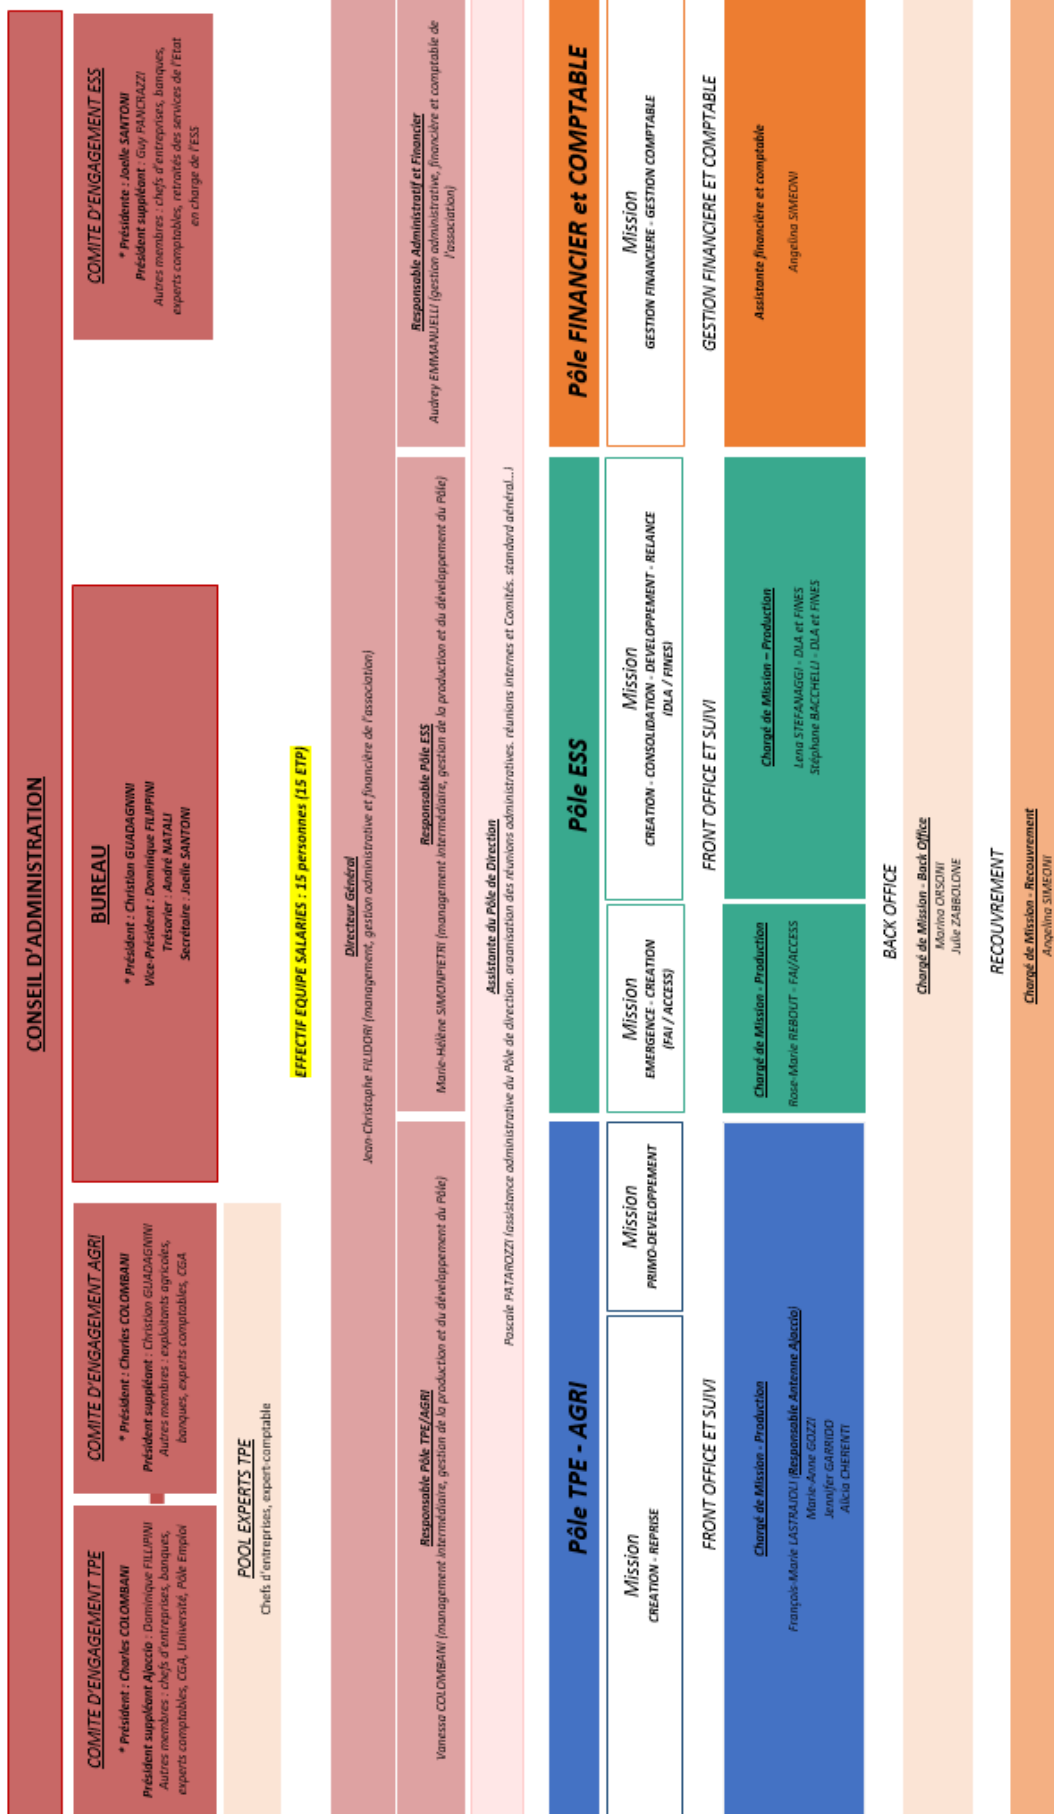 CONSEIL D'ADMINISTRATION
COMITE D'ENGAGEMENT TPE
* Président : Charles COLOMBANI
Président suppléant Ajaccio : Dominique FILLIPINI
Autres membres : chefs d'entreprises, banques,
experts comptables, CGA, Université, Pôle Emploi
COMITE D'ENGAGEMENT AGRI
* Président : Charles COLOMBANI
Président suppléant : Christian GUADAGNINI
Autres membres : exploitants agricoles,
banques, experts comptables, CGA
BUREAU
* Président : Christian GUADAGNINI
Vice-Président : Dominique FILIPPINI
Trésorier : André NATALI
Secrétaire : Joelle SANTONI
COMITE D'ENGAGEMENT ESS
* Présidente : Joelle SANTONI
Président suppléant : Guy PANCRAZZI
Autres membres : chefs d'entreprises, banques,
experts comptables, retraités des services de l'Etat
en charge de l'ESS
POOL EXPERTS TPE
Chefs d'entreprises, expert-comptable
EFFECTIF EQUIPE SALARIES : 15 personnes (15 ETP)
Directeur Général
Jean-Christophe FILIDORI (management, gestion administrative et financière de l'association)
Responsable Pôle TPE/AGRI
Vanessa COLOMBANI (management intermédiaire, gestion de la production et du développement du Pôle)
Responsable Pôle ESS
Marie-Hélène SIMONPIETRI (management intermédiaire, gestion de la production et du développement du Pôle)
Responsable Administratif et Financier
Audrey EMMANUELLI (gestion administrative, financière et comptable de
l'association)
Assistante du Pôle de Direction
Pascale PATAROZZI (assistance administrative du Pôle de direction, organisation des réunions administratives, réunions internes et Comités, standard général...)
Pôle TPE - AGRI
Pôle ESS
Pôle FINANCIER et COMPTABLE
Mission
CREATION - REPRISE
Mission
PRIMO-DEVELOPPEMENT
Mission
EMERGENCE - CREATION
(FAI / ACCESS)
Mission
CREATION - CONSOLIDATION - DEVELOPPEMENT - RELANCE
(DLA / FINES)
Mission
GESTION FINANCIERE - GESTION COMPTABLE
FRONT OFFICE ET SUIVI
FRONT OFFICE ET SUIVI
GESTION FINANCIERE ET COMPTABLE
Chargé de Mission - Production
François-Marie LASTRAJOLI (Responsable Antenne Ajaccio)
Marie-Anne GOZZI
Jennifer GARRIDO
Alicia CHERENTI
Chargé de Mission - Production
Rose-Marie REBOUT - FAI/ACCESS
Chargé de Mission – Production
Lena STEFANAGGI - DLA et FINES
Stéphane BACCHELLI - DLA et FINES
Assistante financière et comptable
Angelina SIMEONI
BACK OFFICE
Chargé de Mission - Back Office
Marina ORSONI
Julie ZABBOLONE
RECOUVREMENT
Chargé de Mission - Recouvrement
Angelina SIMEONI